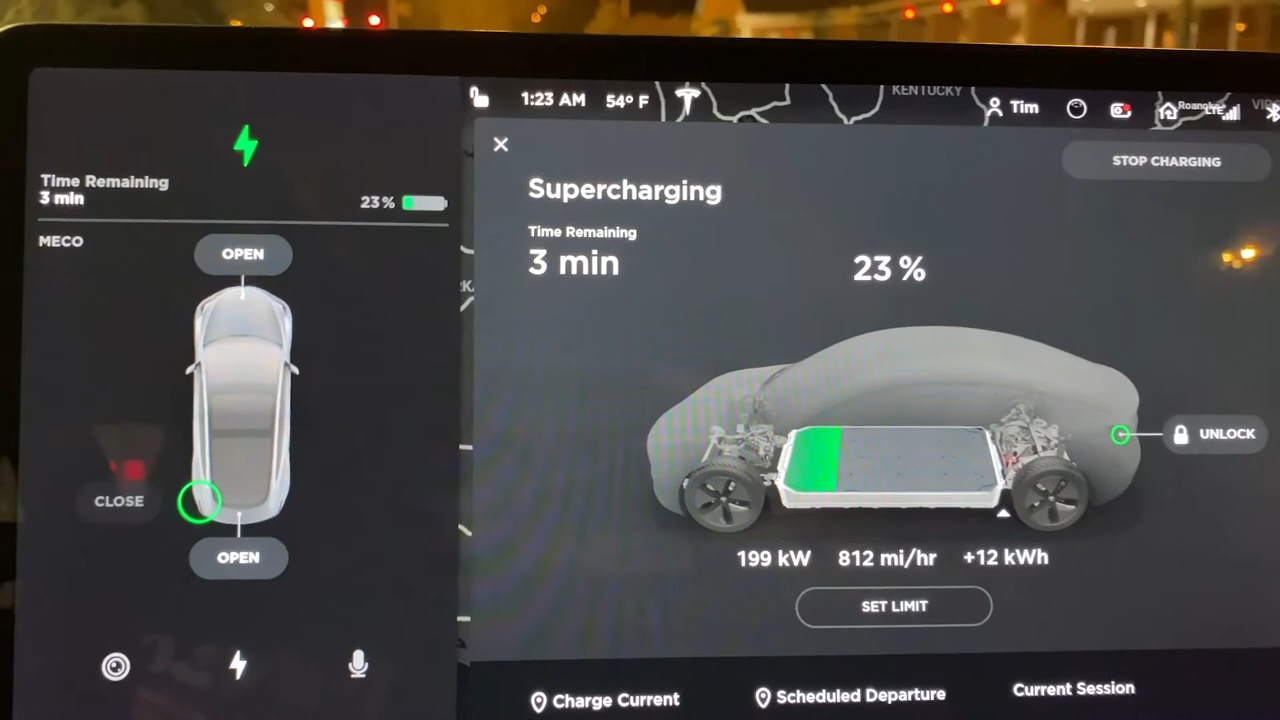 1:23 AM 54° F
KENTUCKY
Tim
Roanoke
LTE
Time Remaining
3 min
23 %
MECO
OPEN
CLOSE
OPEN
STOP CHARGING
Supercharging
Time Remaining
3 min
23 %
UNLOCK
199 kW 812 mi/hr +12 kWh
SET LIMIT
Charge Current Scheduled Departure Current Session